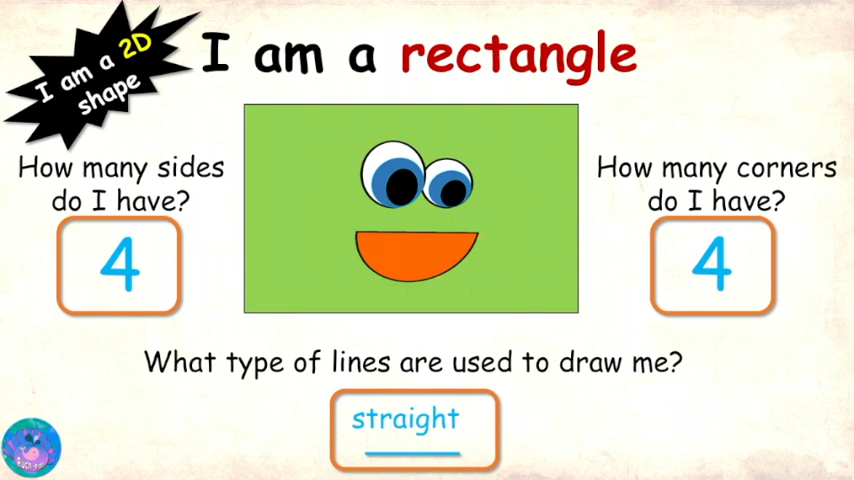 I am a 2D
shape
I am a rectangle
How many sides
do I have?
4
How many corners
do I have?
4
What type of lines are used to draw me?
straight